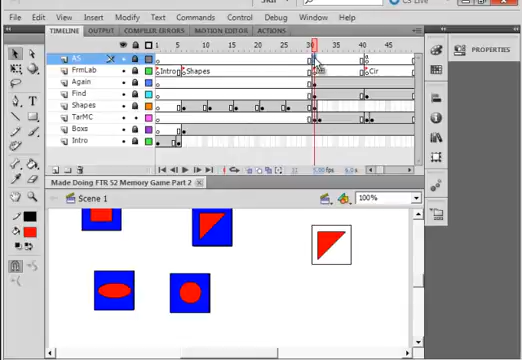 CS Live
File Edit View Insert Modify Text Commands Control Debug Window Help
TIMELINE OUTPUT COMPILER ERRORS MOTION EDITOR ACTIONS
PROPERTIES
1 5 10 15 20 25 30 35 40 45
AS
FrmLab Intro Shapes Cir
Again
Find
Shapes
TarMC
Boxs
Intro
Made Doing FTR 52 Memory Game Part 2 ×
Scene 1 100%